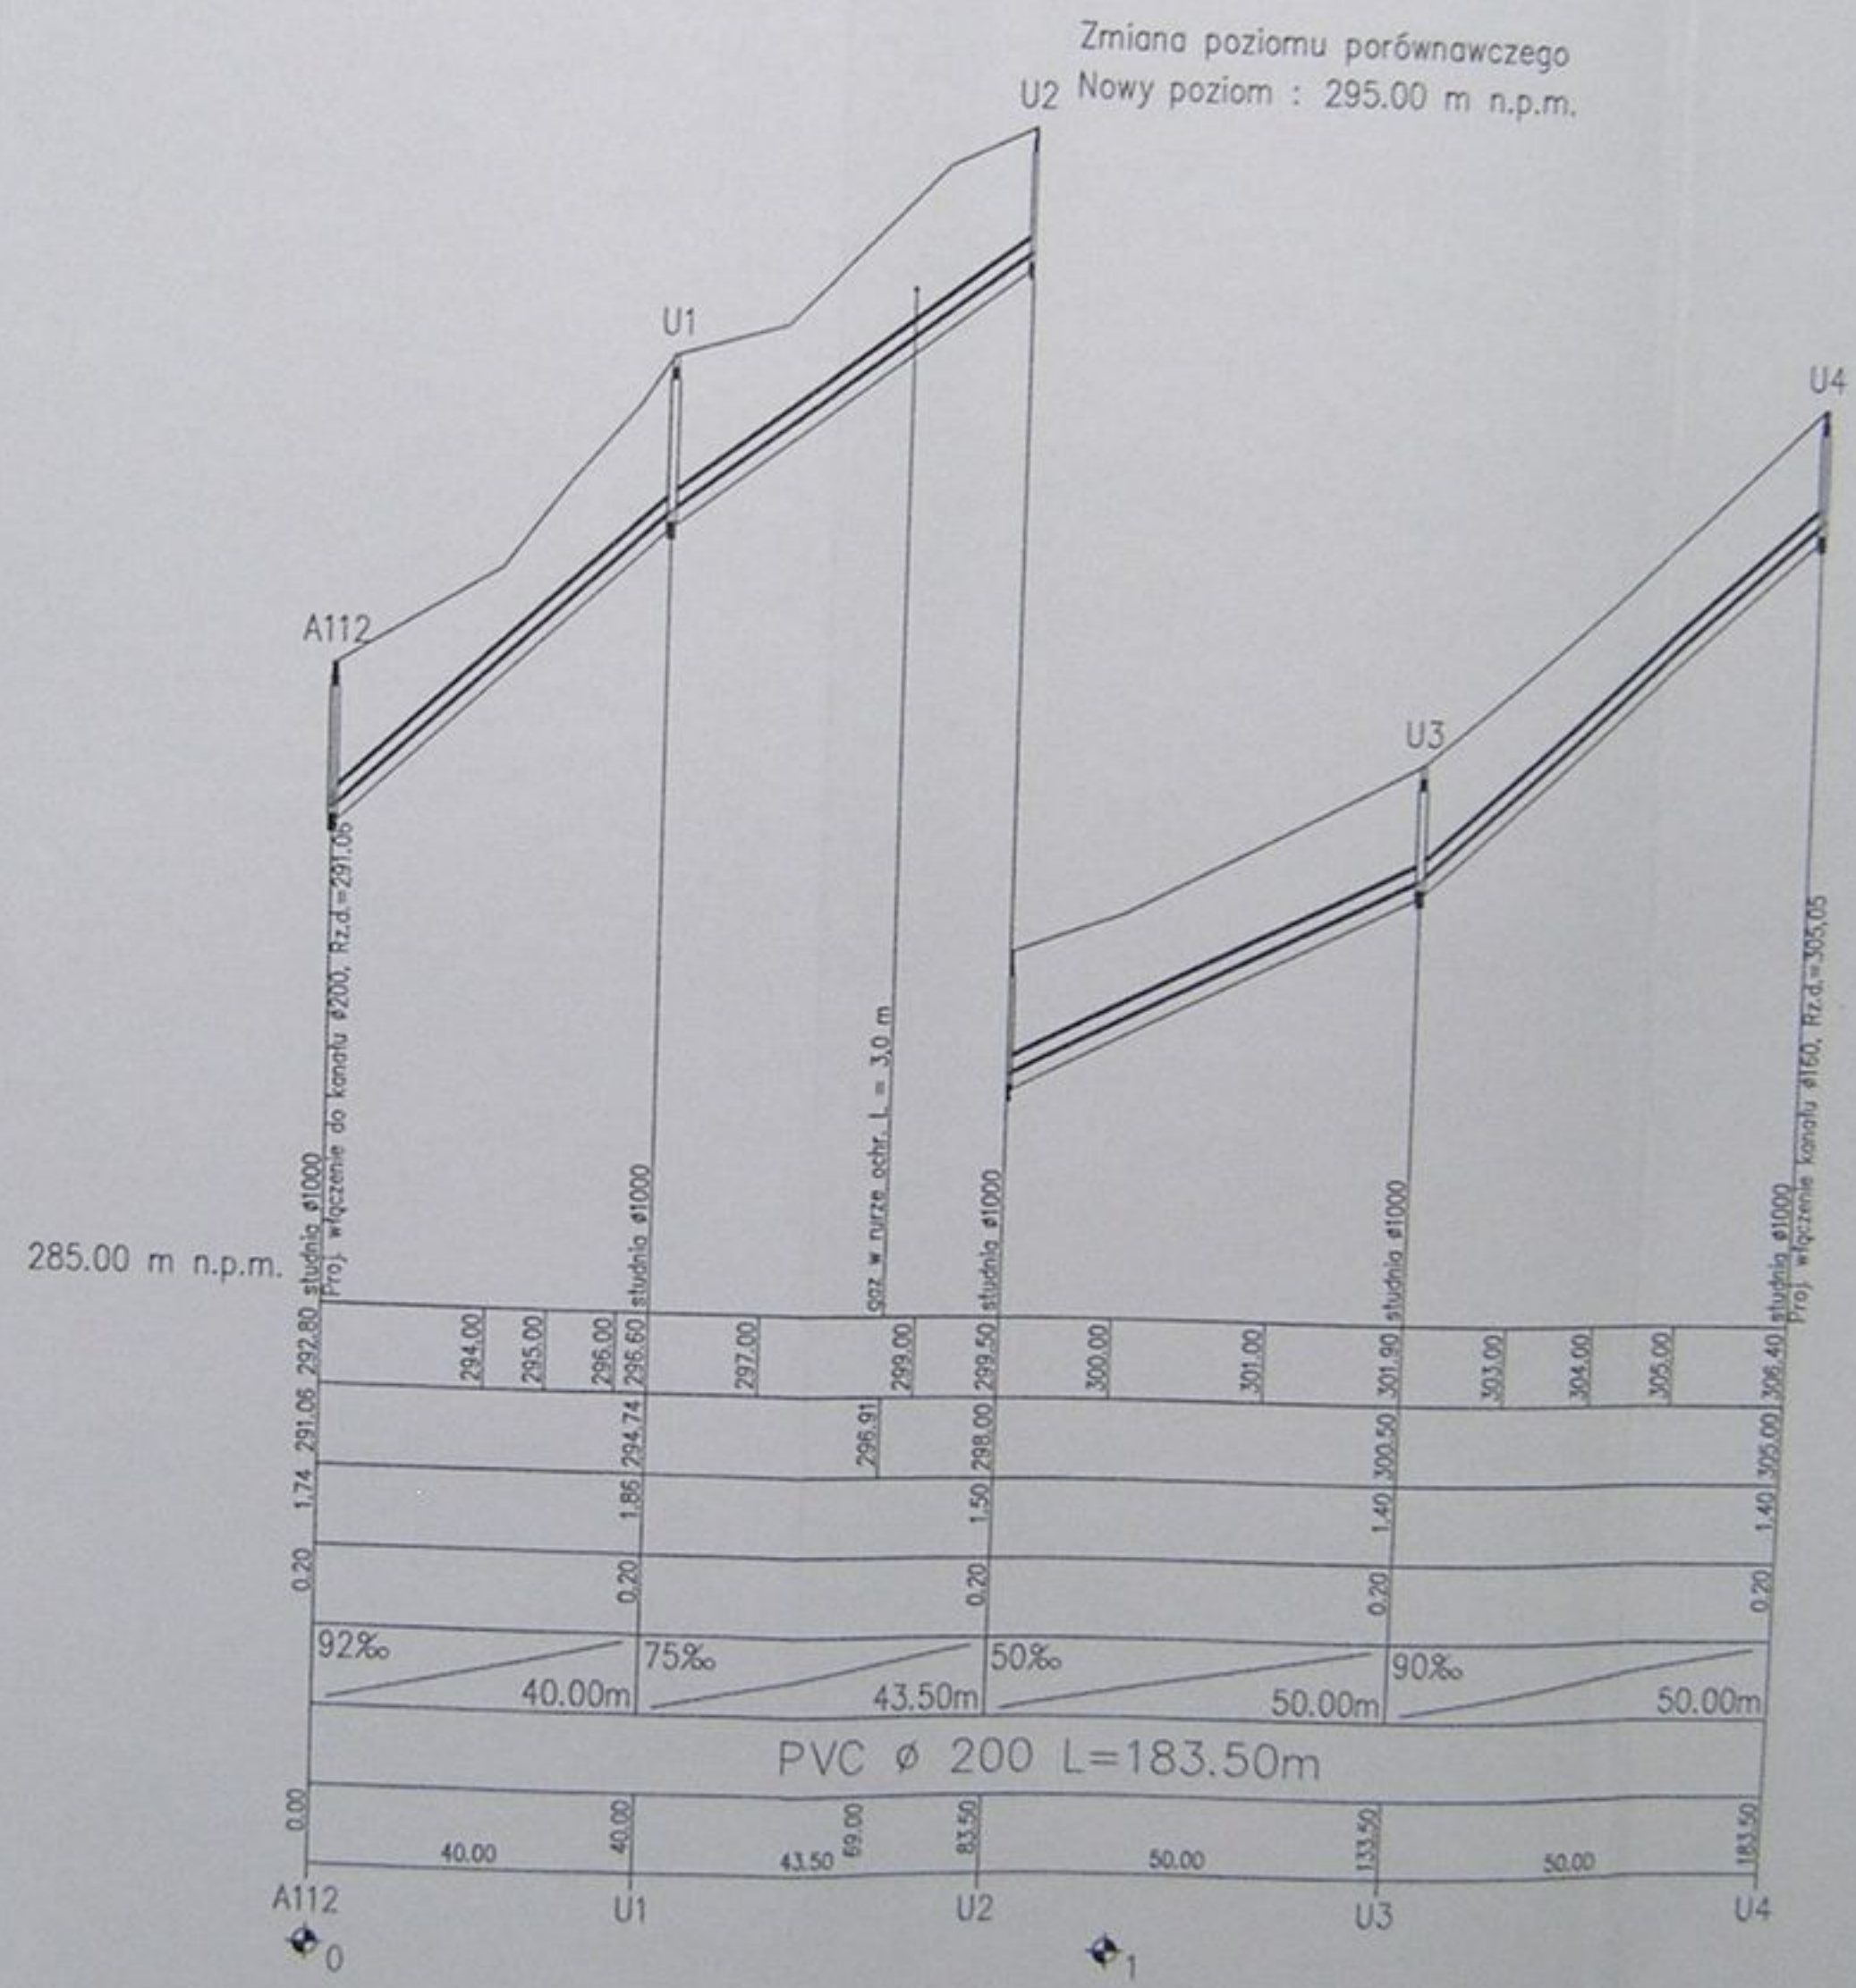 Zmiana poziomu porównawczego
U2 Nowy poziom : 295.00 m n.p.m.
U1
U4
A112
U3
285.00 m n.p.m.
studnia ø1000
Proj. włączenie do kanału ø200, Rz.d.=291.06
studnia ø1000
gaz w rurze ochr. L = 3,0 m
studnia ø1000
studnia ø1000
studnia ø1000
Proj. włączenie kanału ø160, Rz.d.=305,05
292.80 294.00 295.00 296.00 296.60 297.00 299.00 299.50 300.00 301.00 301.90 303.00 304.00 305.00 306.40
291.06 294.74 296.91 298.00 300.50 305.00
1.74 1.86 1.50 1.40 1.40
0.20 0.20 0.20 0.20 0.20
92‰ 75‰ 50‰ 90‰
40.00m 43.50m 50.00m 50.00m
PVC ø 200 L=183.50m
0.00 40.00 69.00 83.50 133.50 183.50
40.00 43.50 50.00 50.00
A112 U1 U2 U3 U4
0 1